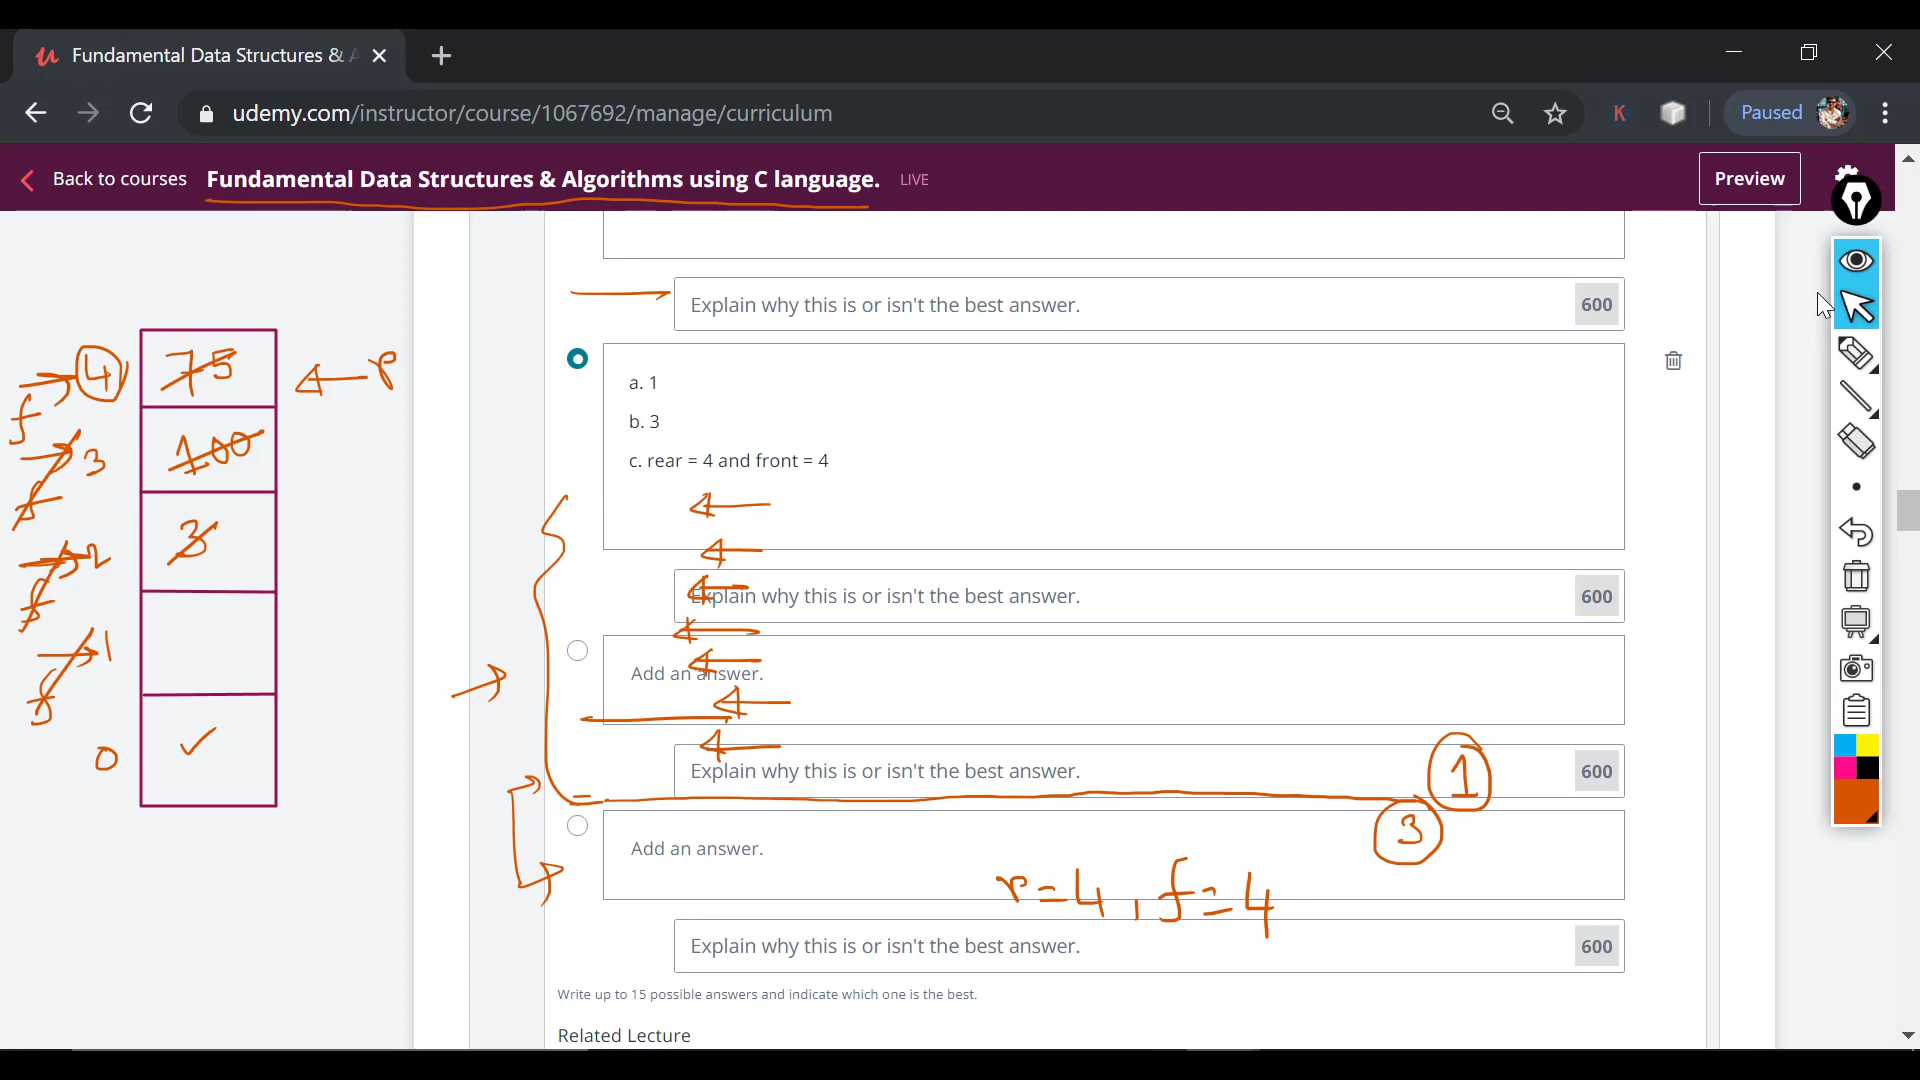 Fundamental Data Structures & A
udemy.com/instructor/course/1067692/manage/curriculum
K
Paused
Back to courses
Fundamental Data Structures & Algorithms using C language.
LIVE
Preview
Explain why this is or isn't the best answer.
600
a. 1
b. 3
c. rear = 4 and front = 4
Explain why this is or isn't the best answer.
600
Add an answer.
Explain why this is or isn't the best answer.
600
Add an answer.
Explain why this is or isn't the best answer.
600
Write up to 15 possible answers and indicate which one is the best.
Related Lecture
4
75
r
f
3
100
f
2
3
f
1
f
0
1
3
r=4, f=4